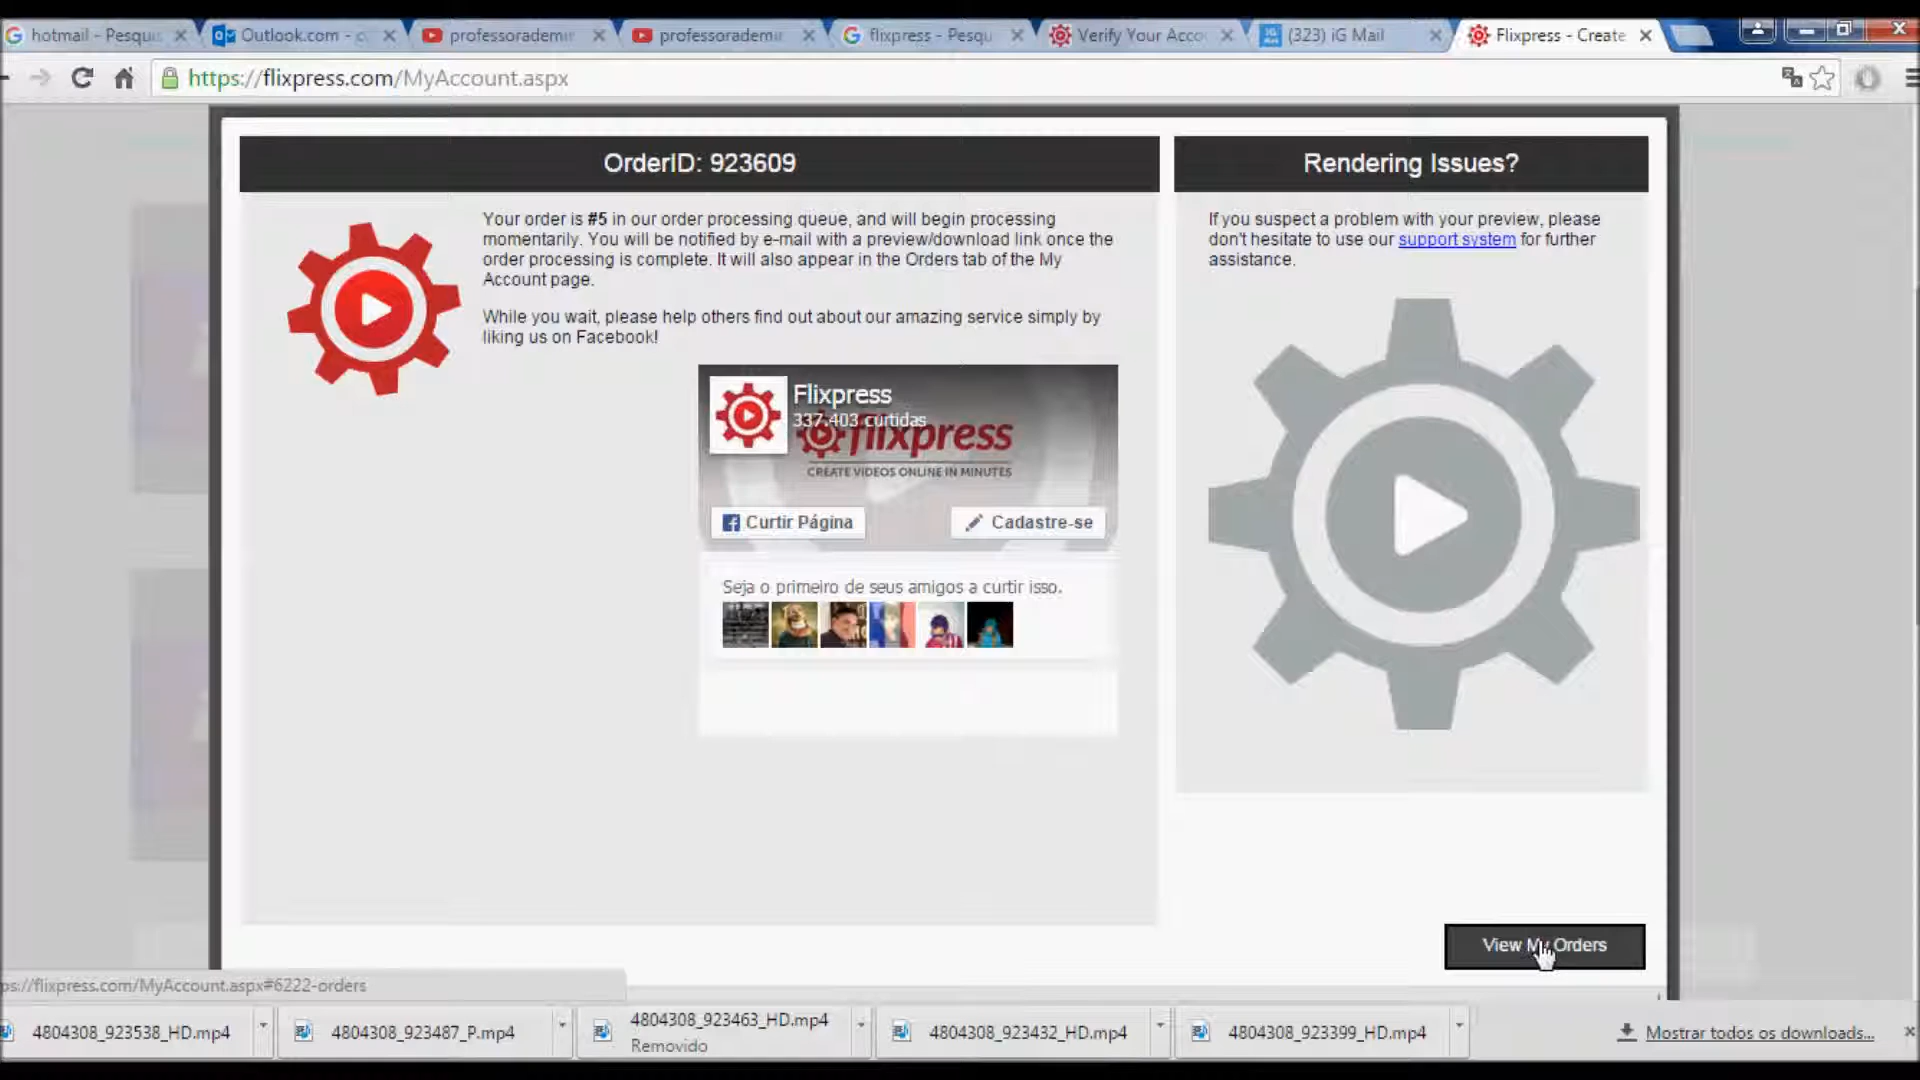 hotmail - Pesquis
Outlook.com - c
professorademir
professorademir
flixpress - Pesqu
Verify Your Acco
(323) iG Mail
Flixpress - Create
https://flixpress.com/MyAccount.aspx
OrderID: 923609
Your order is #5 in our order processing queue, and will begin processing
momentarily. You will be notified by e-mail with a preview/download link once the
order processing is complete. It will also appear in the Orders tab of the My
Account page.
While you wait, please help others find out about our amazing service simply by
liking us on Facebook!
Flixpress
337.403 curtidas
flixpress
CREATE VIDEOS ONLINE IN MINUTES
Curtir Página
Cadastre-se
Seja o primeiro de seus amigos a curtir isso.
Rendering Issues?
If you suspect a problem with your preview, please
don't hesitate to use our support system for further
assistance.
View My Orders
ps://flixpress.com/MyAccount.aspx#6222-orders
4804308_923538_HD.mp4
4804308_923487_P.mp4
4804308_923463_HD.mp4
Removido
4804308_923432_HD.mp4
4804308_923399_HD.mp4
Mostrar todos os downloads...